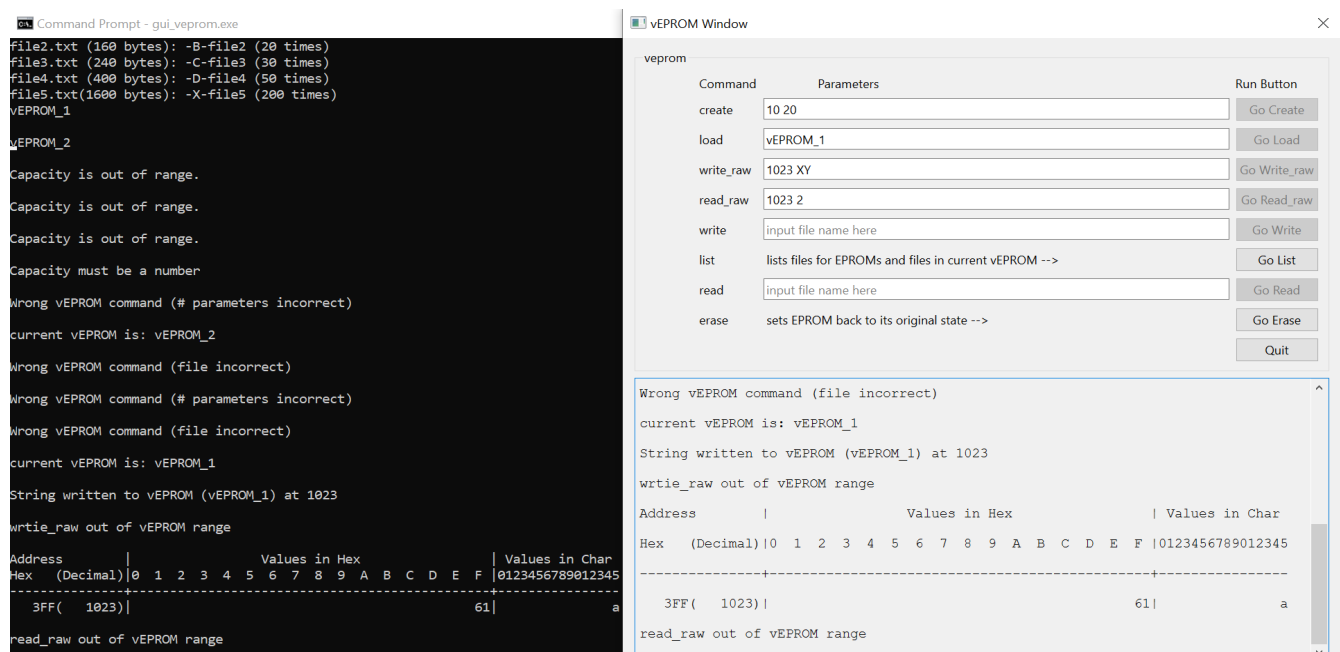 Command Prompt - gui_veprom.exe
file2.txt (160 bytes): -B-file2 (20 times)
file3.txt (240 bytes): -C-file3 (30 times)
file4.txt (400 bytes): -D-file4 (50 times)
file5.txt(1600 bytes): -X-file5 (200 times)
vEPROM_1
vEPROM_2
Capacity is out of range.
Capacity is out of range.
Capacity is out of range.
Capacity must be a number
Wrong vEPROM command (# parameters incorrect)
current vEPROM is: vEPROM_2
Wrong vEPROM command (file incorrect)
Wrong vEPROM command (# parameters incorrect)
Wrong vEPROM command (file incorrect)
current vEPROM is: vEPROM_1
String written to vEPROM (vEPROM_1) at 1023
wrtie_raw out of vEPROM range
Address | Values in Hex | Values in Char
Hex (Decimal)|0 1 2 3 4 5 6 7 8 9 A B C D E F |0123456789012345
---------------+----------------------------------------------+---------------
3FF( 1023)| 61| a
read_raw out of vEPROM range
vEPROM Window
veprom
Command Parameters Run Button
create 10 20 Go Create
load vEPROM_1 Go Load
write_raw 1023 XY Go Write_raw
read_raw 1023 2 Go Read_raw
write input file name here Go Write
list lists files for EPROMs and files in current vEPROM --> Go List
read input file name here Go Read
erase sets EPROM back to its original state --> Go Erase
Quit
Wrong vEPROM command (file incorrect)
current vEPROM is: vEPROM_1
String written to vEPROM (vEPROM_1) at 1023
wrtie_raw out of vEPROM range
Address | Values in Hex | Values in Char
Hex (Decimal)|0 1 2 3 4 5 6 7 8 9 A B C D E F |0123456789012345
---------------+-----------------------------------------------+----------------
3FF( 1023)| 61| a
read_raw out of vEPROM range